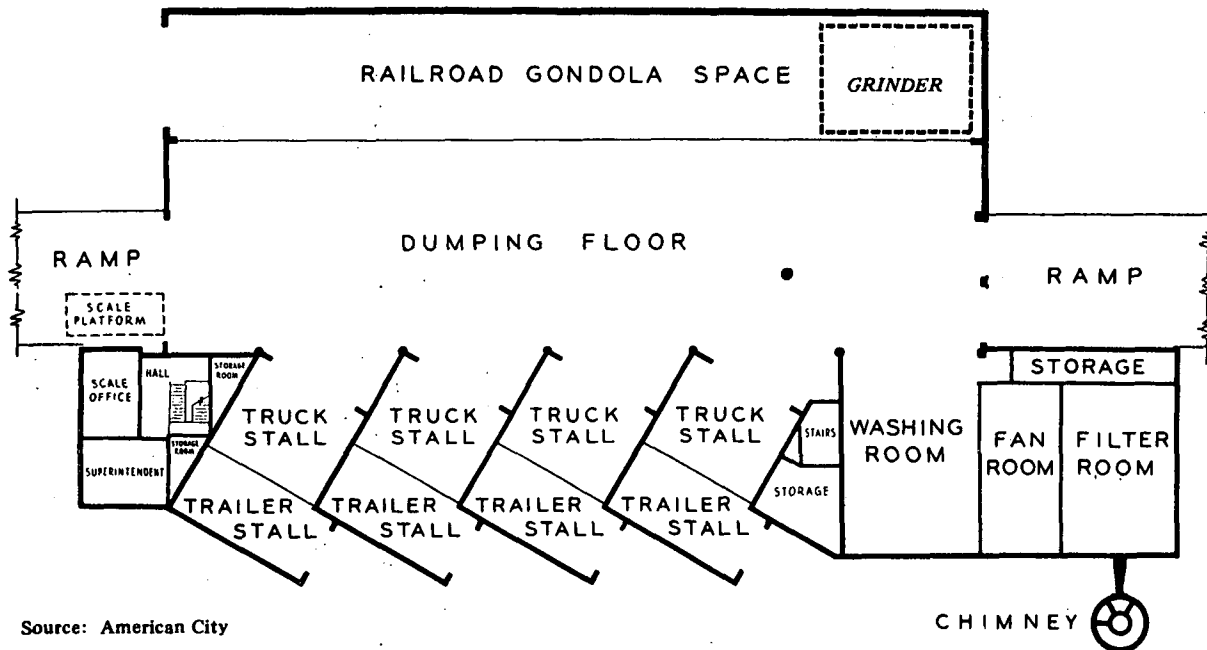 RAILROAD GONDOLA SPACE
GRINDER
DUMPING FLOOR
RAMP
RAMP
SCALE
PLATFORM
SCALE
OFFICE
HALL
STORAGE
ROOM
STORAGE
ROOM
SUPERINTENDENT
TRUCK
STALL
TRUCK
STALL
TRUCK
STALL
TRUCK
STALL
TRAILER
STALL
TRAILER
STALL
TRAILER
STALL
TRAILER
STALL
STAIRS
STORAGE
WASHING
ROOM
STORAGE
FAN
ROOM
FILTER
ROOM
CHIMNEY
Source: American City